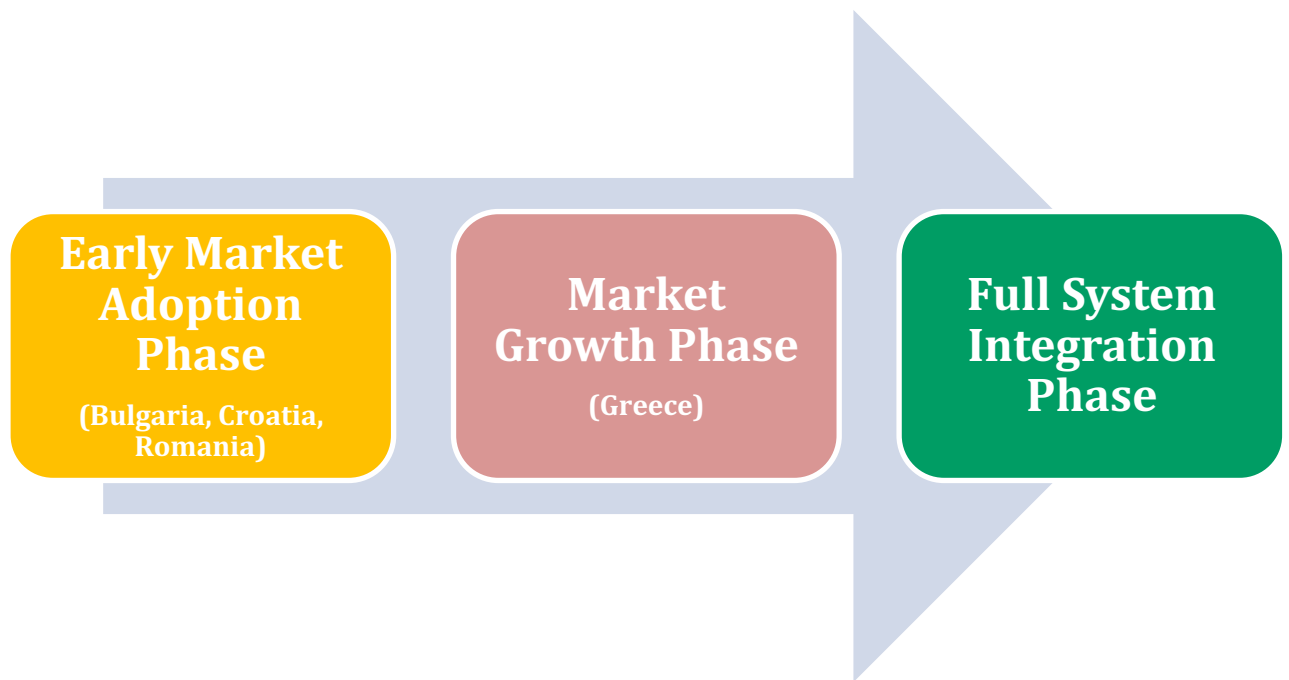 Early Market
Adoption
Phase
(Bulgaria, Croatia,
Romania)
Market
Growth Phase
(Greece)
Full System
Integration
Phase